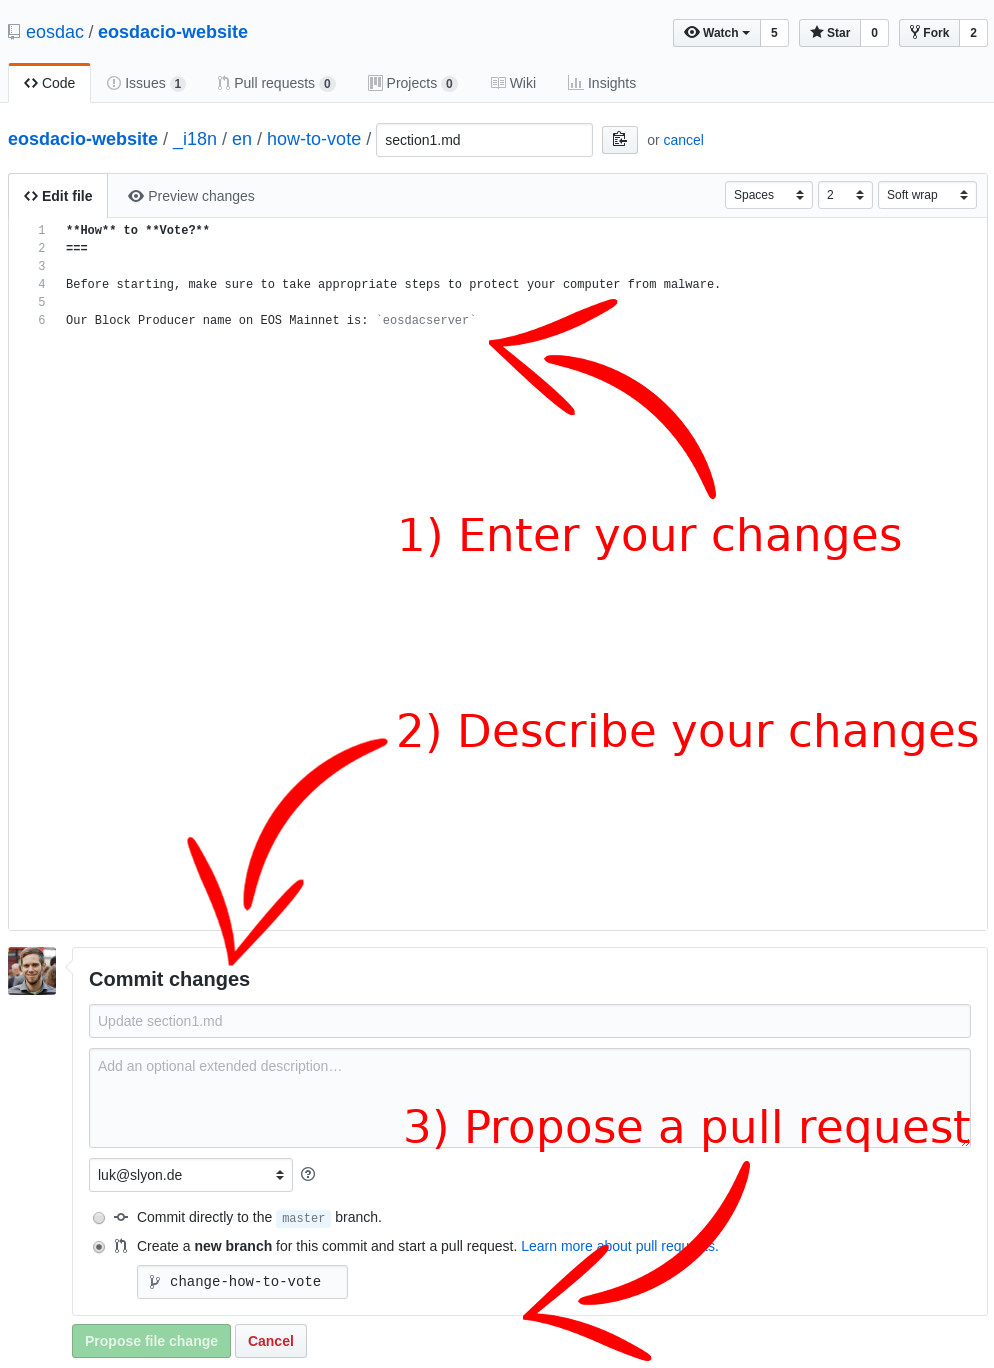 eosdac / eosdacio-website
Watch 5 Star 0 Fork 2
Code Issues 1 Pull requests 0 Projects 0 Wiki Insights
eosdacio-website / _i18n / en / how-to-vote / section1.md or cancel
Edit file Preview changes Spaces 2 Soft wrap
1 **How** to **Vote?**
2 ===
3
4 Before starting, make sure to take appropriate steps to protect your computer from malware.
5
6 Our Block Producer name on EOS Mainnet is: `eosdacserver`
1) Enter your changes
2) Describe your changes
Commit changes
Update section1.md
Add an optional extended description…
3) Propose a pull request
luk@slyon.de
Commit directly to the master branch.
Create a new branch for this commit and start a pull request. Learn more about pull requests.
change-how-to-vote
Propose file change Cancel